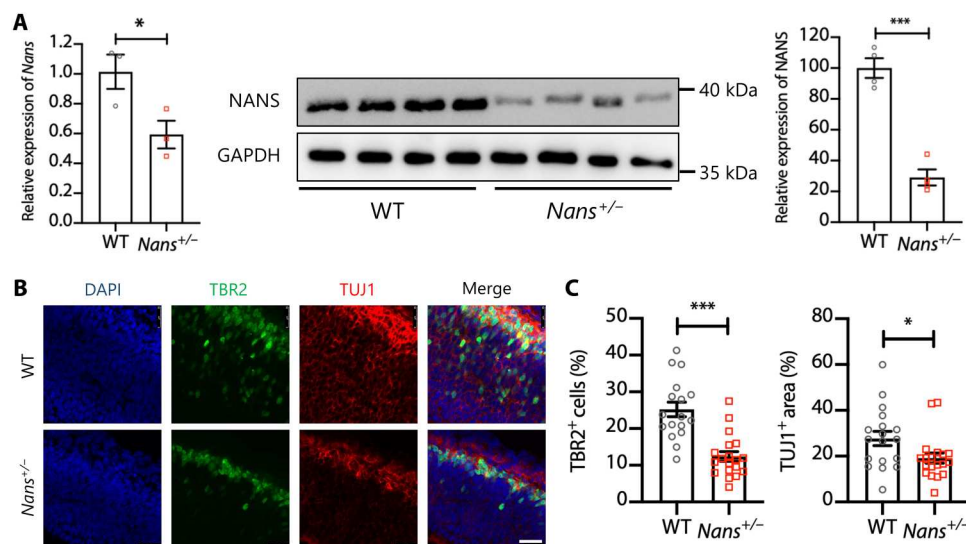 A
Relative expression of Nans
1.2
1.0
0.8
0.6
0.4
0.2
0.0
*
WT
Nans+/−
NANS
GAPDH
40 kDa
35 kDa
WT
Nans+/−
Relative expression of NANS
120
100
80
60
40
20
0
***
WT
Nans+/−
B
DAPI
TBR2
TUJ1
Merge
WT
Nans+/−
C
TBR2+ cells (%)
50
40
30
20
10
0
***
WT
Nans+/−
TUJ1+ area (%)
80
60
40
20
0
*
WT
Nans+/−